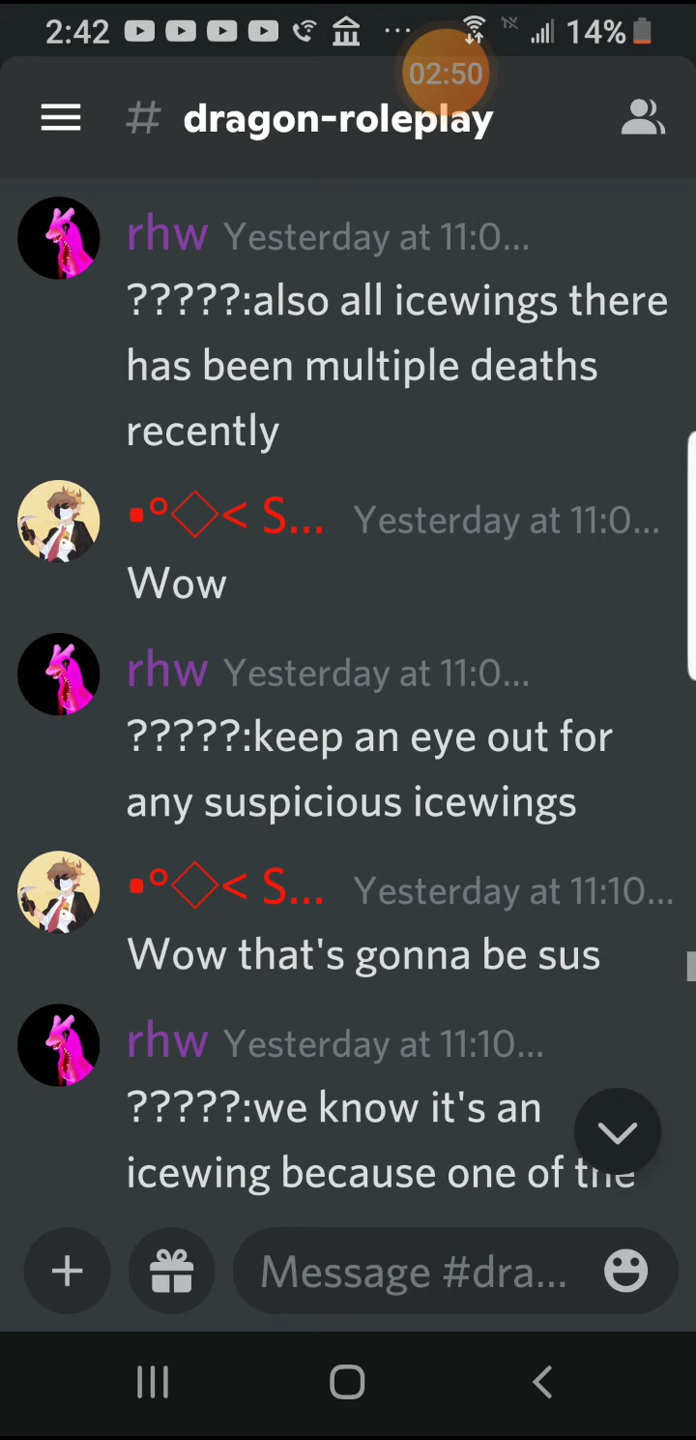 2:42 ... 14%
02:50
# dragon-roleplay
rhw Yesterday at 11:0...
?????:also all icewings there
has been multiple deaths
recently
▪°◇< S... Yesterday at 11:0...
Wow
rhw Yesterday at 11:0...
?????:keep an eye out for
any suspicious icewings
▪°◇< S... Yesterday at 11:10...
Wow that's gonna be sus
rhw Yesterday at 11:10...
?????:we know it's an
icewing because one of the
Message #dra...